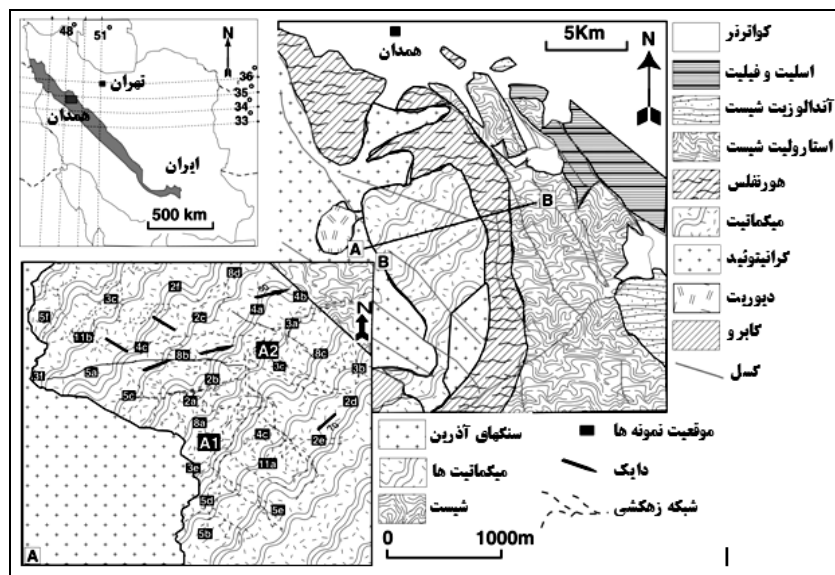 48°
51°
N
تهران
36°
35°
34°
33°
همدان
ایران
500 km
همدان
5Km
N
A
B
کواترنر
اسلیت و فیلیت
آندالوزیت شیست
استارولیت شیست
هورنفلس
میگماتیت
گرانیتوئید
دیوریت
گابرو
گسل
B
8d
2f
3c
5f
2c
4a
4b
3a
11b
4c
8b
A2
8c
3c
3b
3f
5a
2b
5c
2a
2d
8a
A1
4c
2e
3e
11a
5d
5e
5b
A
N
سنگهای آذرین
میگماتیت ها
شیست
موقعیت نمونه ها
دایک
شبکه زهکشی
0
1000m